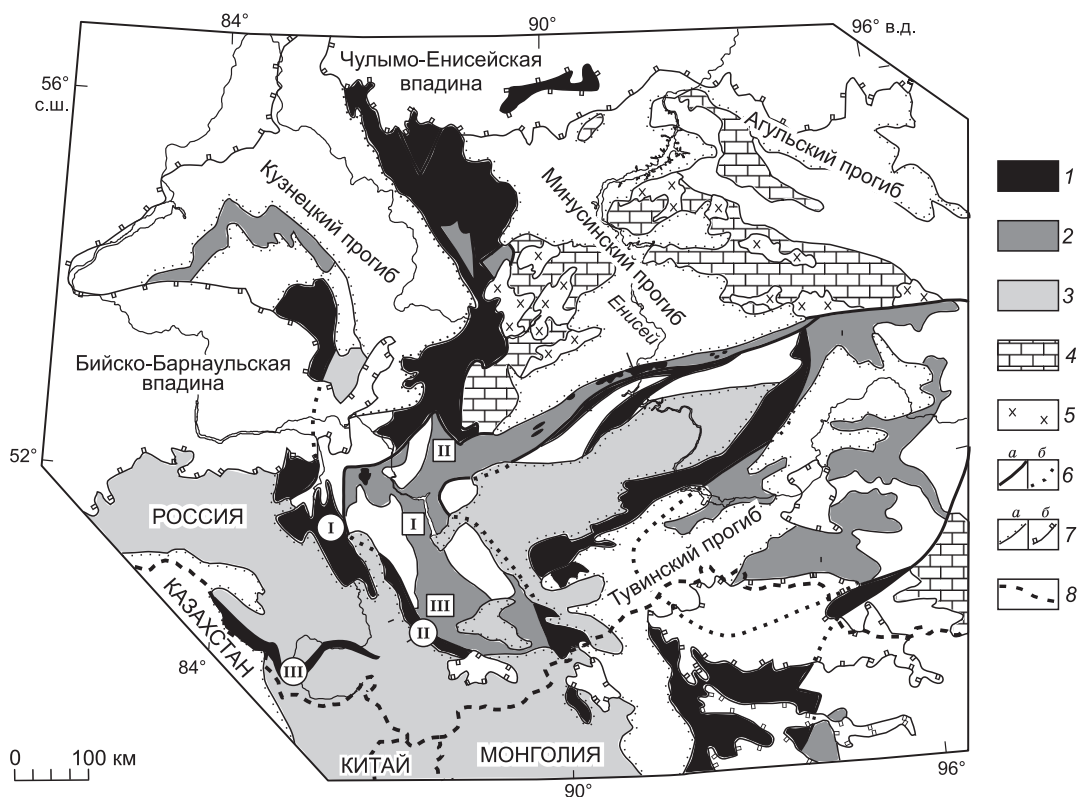 84°
90°
96° в.д.
56°
с.ш.
Чулымо-Енисейская
впадина
Агульский прогиб
Кузнецкий прогиб
Минусинский прогиб
Енисей
Бийско-Барнаульская
впадина
52°
II
РОССИЯ
I
I
Тувинский прогиб
III
II
КАЗАХСТАН
84°
III
0 100 км
КИТАЙ
МОНГОЛИЯ
90°
96°
1
2
3
4
5
а б
6
а б
7
8